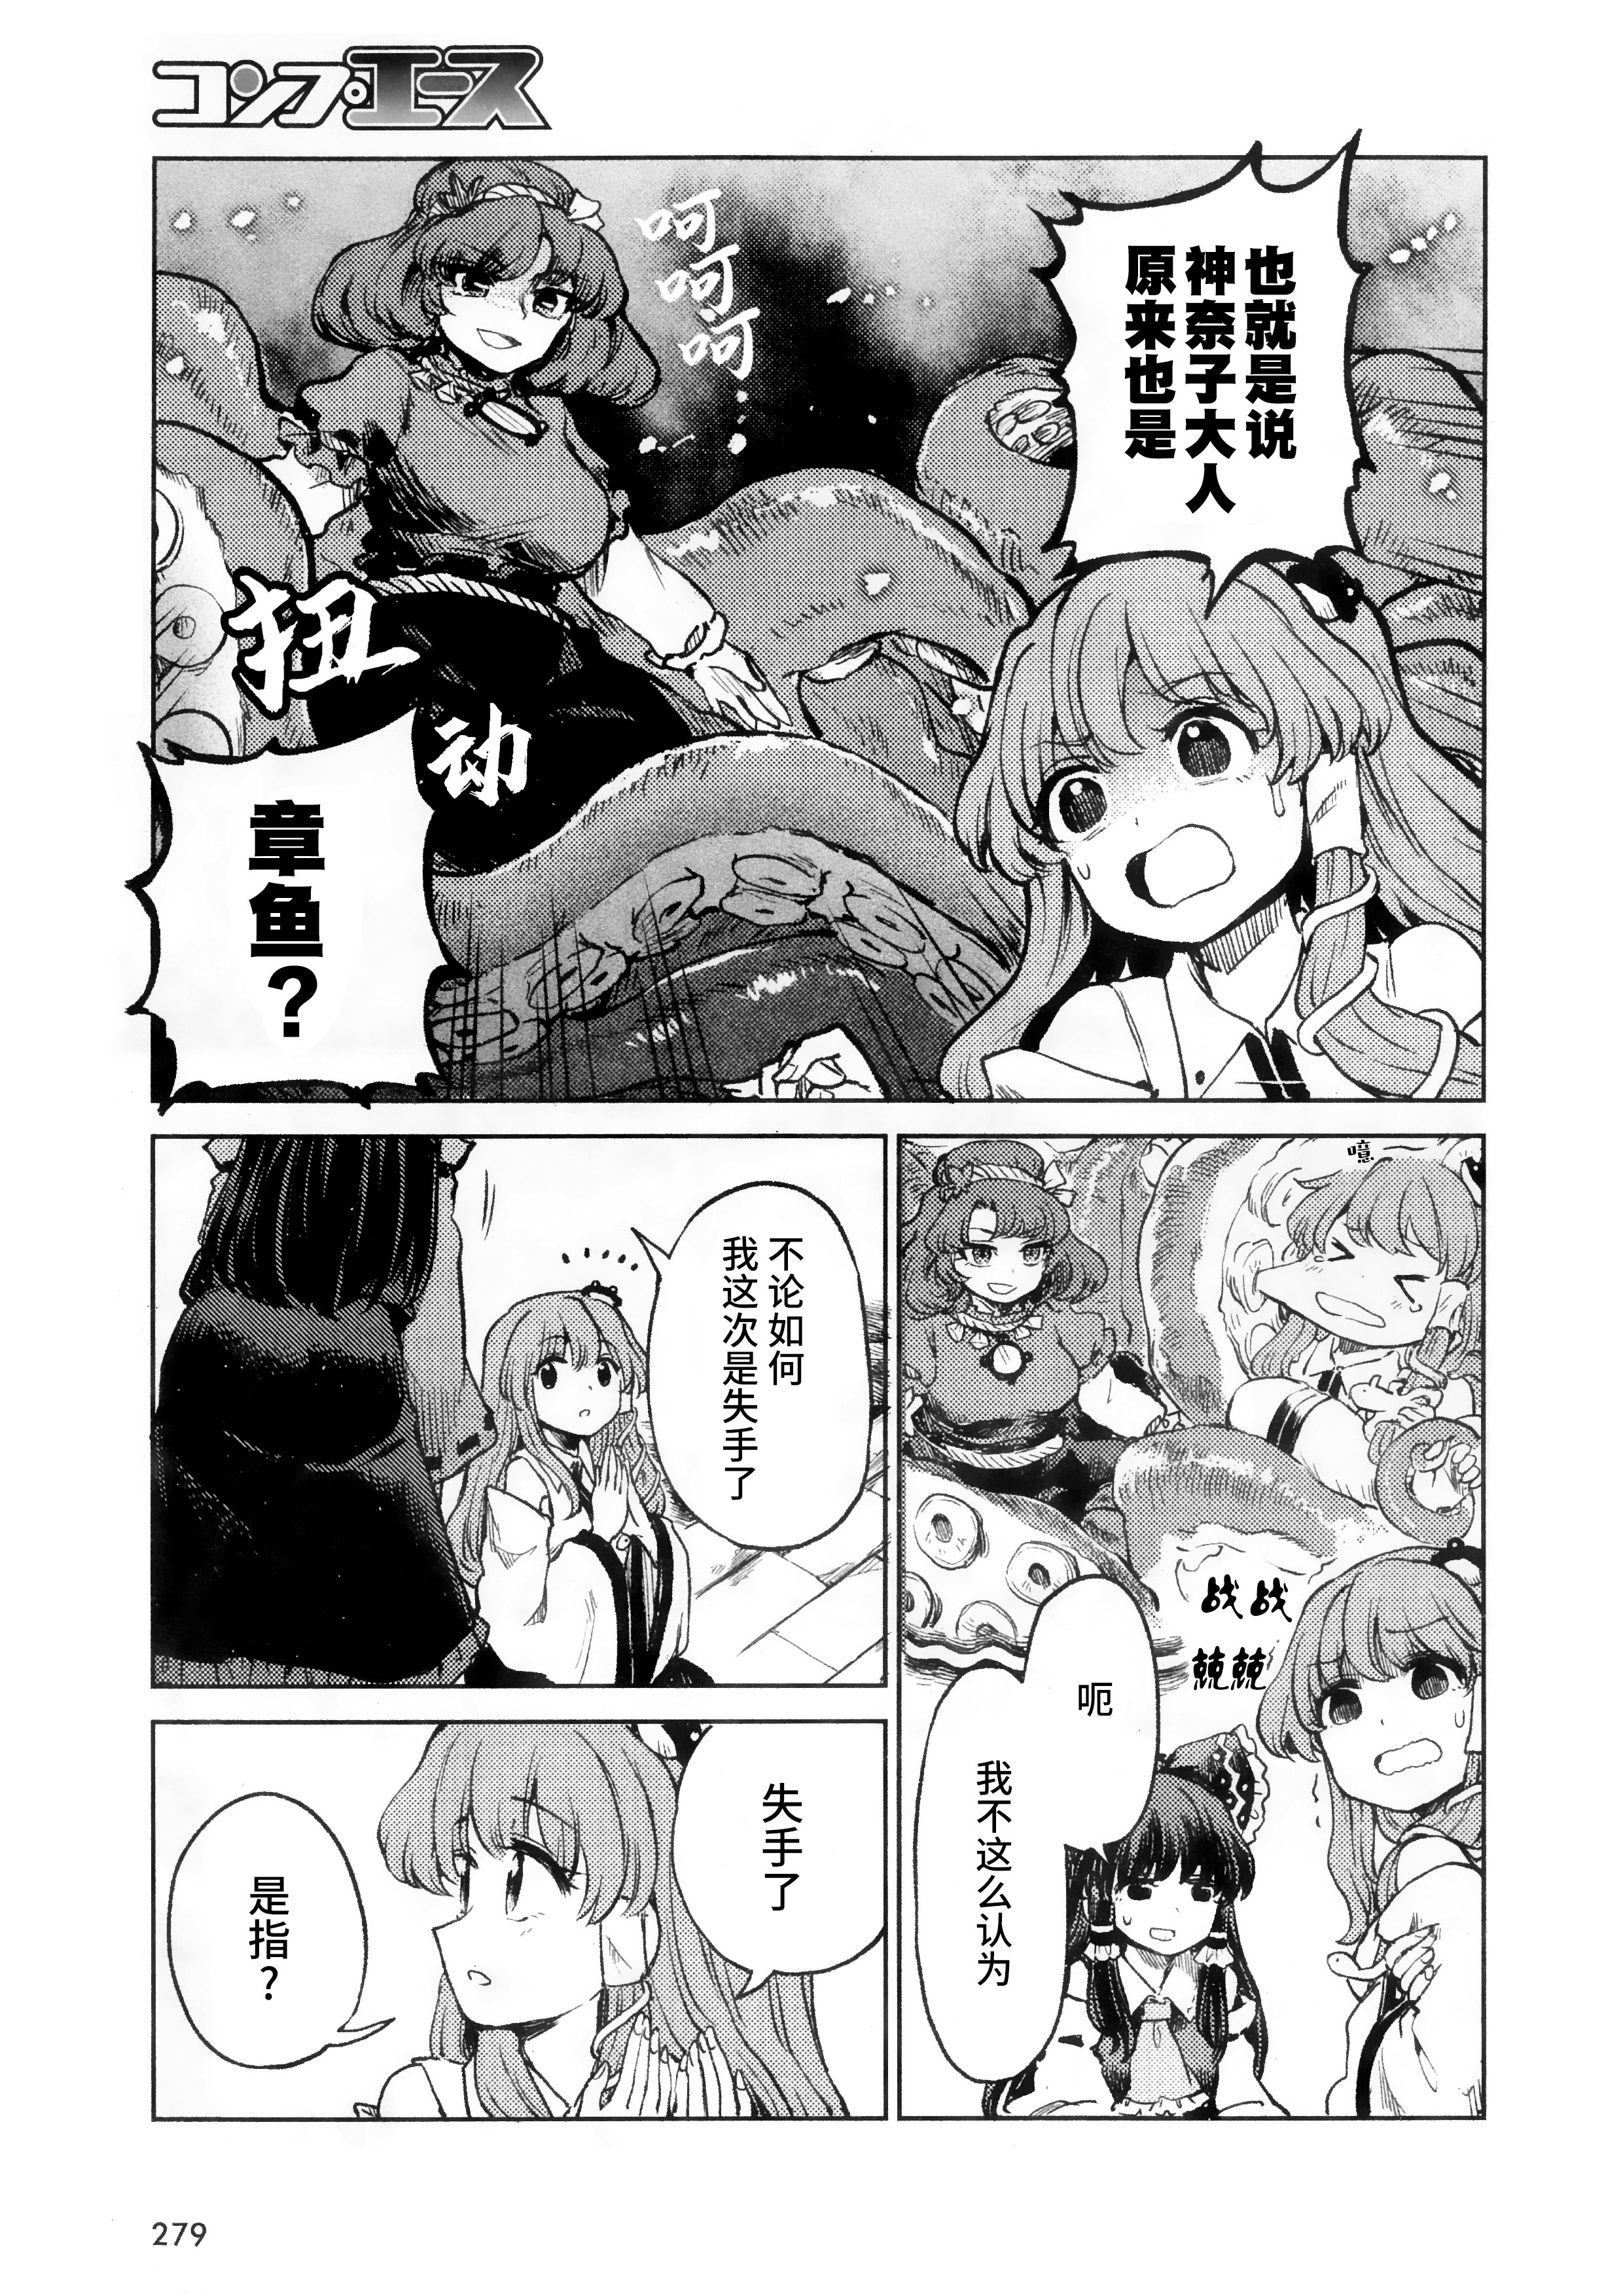 コンプ・エース
也就是说
神奈子大人
原来也是
呵
呵
呵
…
扭
动
章鱼？
噫
战战
兢兢
呃
我不这么认为
不论如何
我这次是失手了
失手了
是指？
279